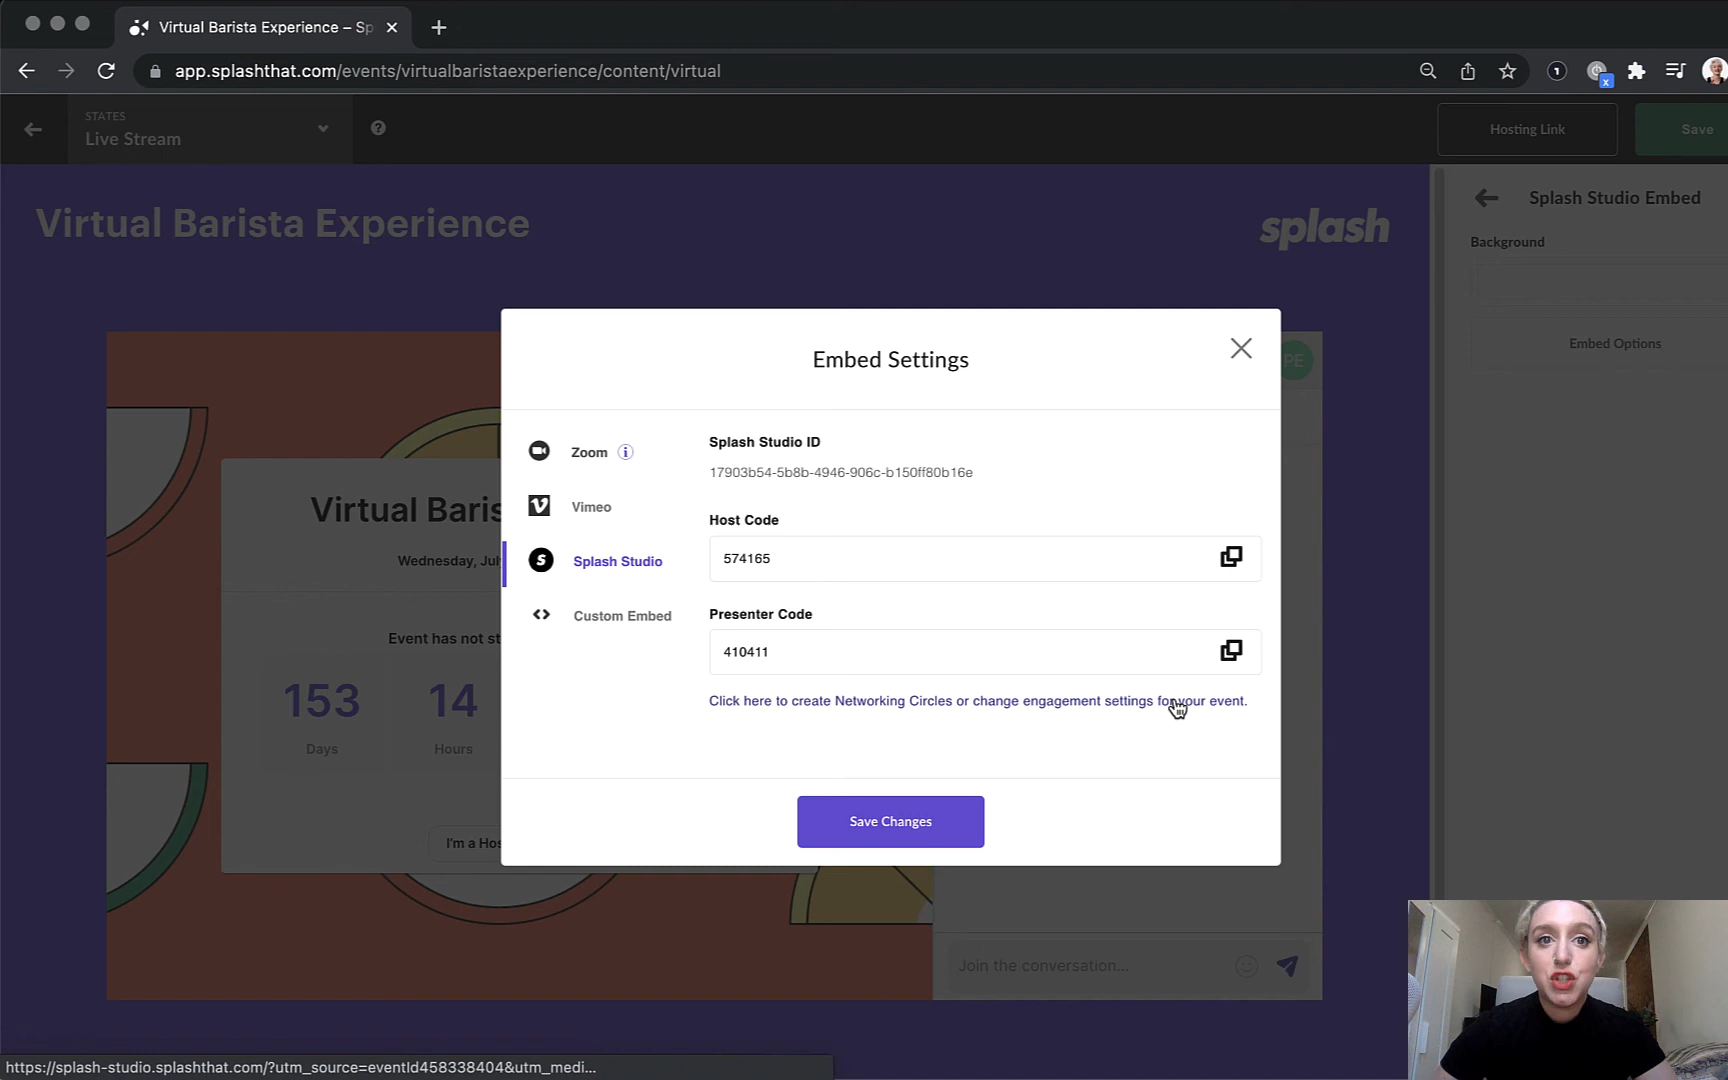 Virtual Barista Experience – Sp
app.splashthat.com/events/virtualbaristaexperience/content/virtual
STATES
Live Stream
Hosting Link
Save
Virtual Barista Experience
splash
Splash Studio Embed
Background
Embed Options
PE
Embed Settings
Zoom
Vimeo
Splash Studio
Custom Embed
Splash Studio ID
17903b54-5b8b-4946-906c-b150ff80b16e
Host Code
574165
Presenter Code
410411
Click here to create Networking Circles or change engagement settings for your event.
Save Changes
Virtual Baris
Wednesday, Jul
Event has not st
153 14
Days Hours
I'm a Hos
Join the conversation...
https://splash-studio.splashthat.com/?utm_source=eventId458338404&utm_medi...